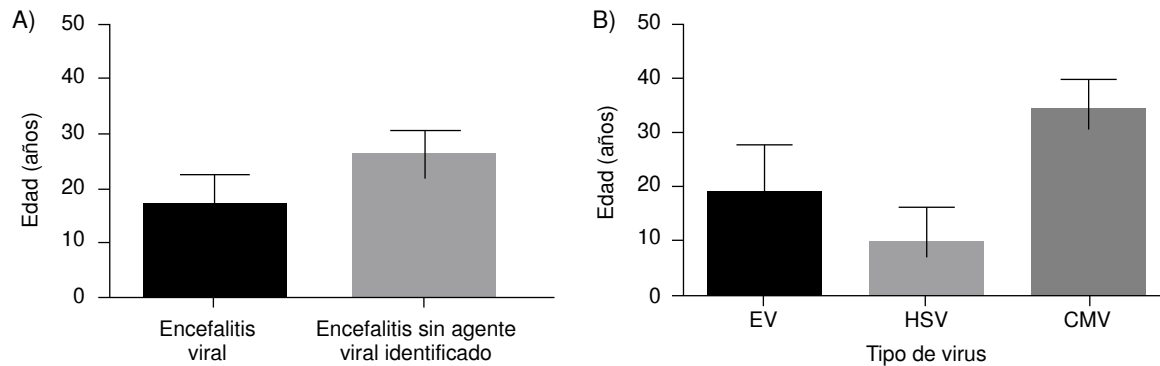 A)
Edad (años)
50
40
30
20
10
0
Encefalitis
viral
Encefalitis sin agente
viral identificado
B)
Edad (años)
50
40
30
20
10
0
EV
HSV
CMV
Tipo de virus